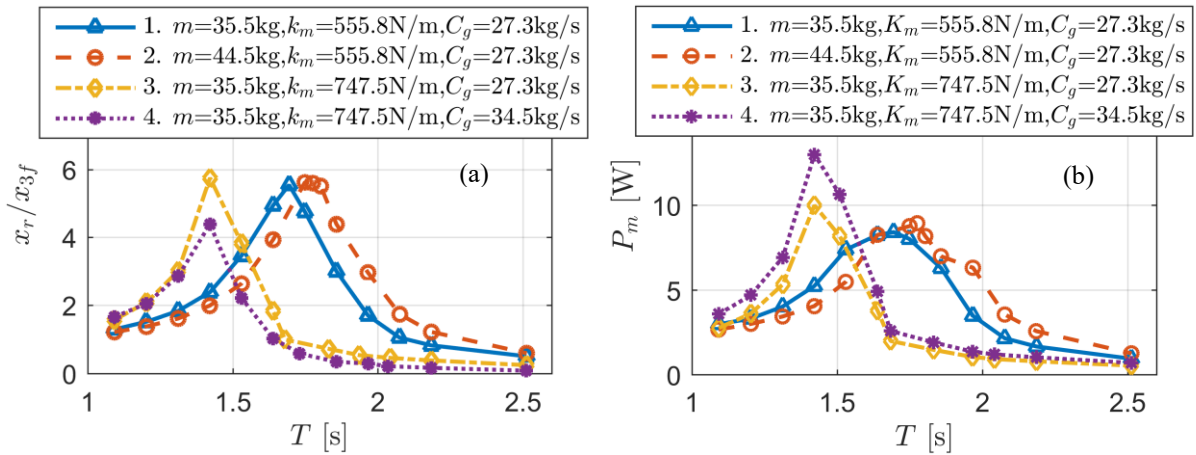 1. m=35.5kg,k_m=555.8N/m,C_g=27.3kg/s
2. m=44.5kg,k_m=555.8N/m,C_g=27.3kg/s
3. m=35.5kg,k_m=747.5N/m,C_g=27.3kg/s
4. m=35.5kg,k_m=747.5N/m,C_g=34.5kg/s
(a)
x_r/x_{3f}
6
4
2
0
1
1.5
2
2.5
T [s]
1. m=35.5kg,K_m=555.8N/m,C_g=27.3kg/s
2. m=44.5kg,K_m=555.8N/m,C_g=27.3kg/s
3. m=35.5kg,K_m=747.5N/m,C_g=27.3kg/s
4. m=35.5kg,K_m=747.5N/m,C_g=34.5kg/s
(b)
P_m [W]
10
5
0
1
1.5
2
2.5
T [s]